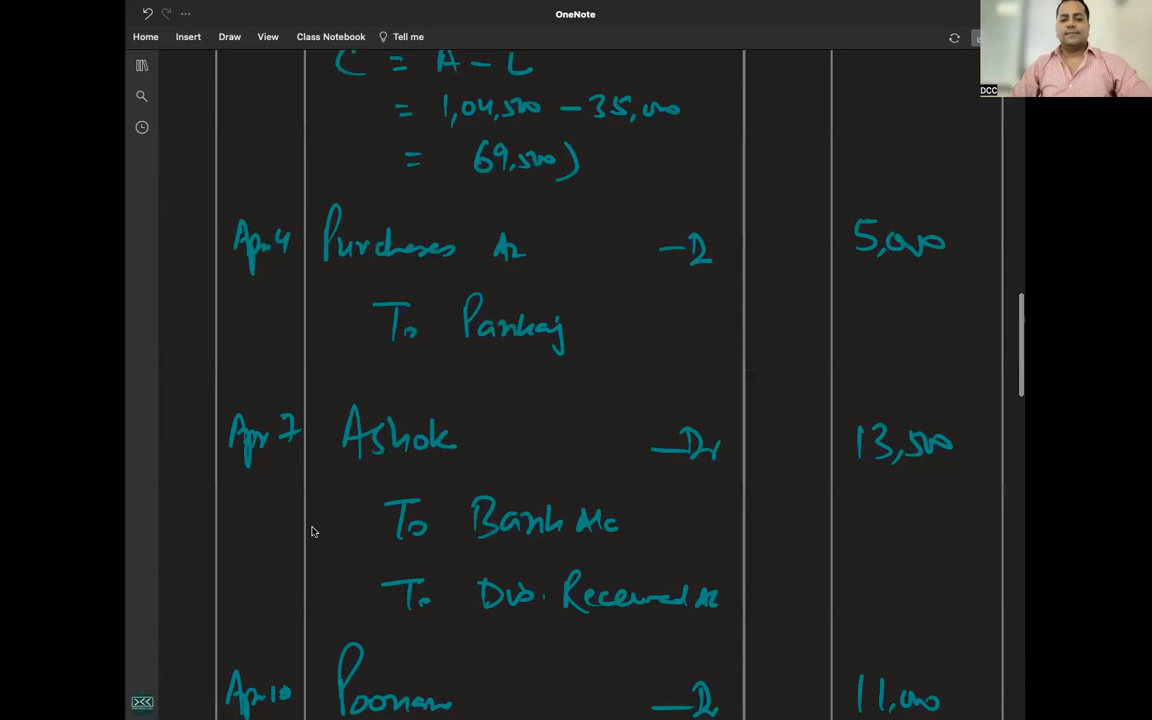 OneNote
Home Insert Draw View Class Notebook Tell me
DCC
C = A - L
= 1,04,500 - 35,000
= 69,500)
Apr 4 Purchases A/c — D 5,000
To Pankaj
Apr 7 Ashok — Dr 13,500
To Bank A/c
To Dis. Received A/c
Apr 10 Poonam — D 11,000